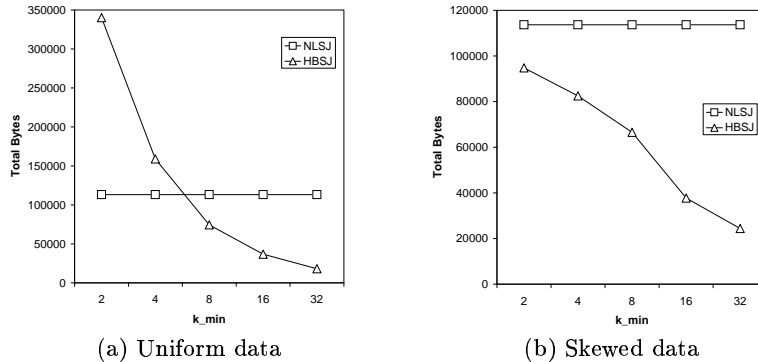 350000
300000
250000
200000
150000
100000
50000
0
Total Bytes
NLSJ
HBSJ
2 4 8 16 32
k_min
(a) Uniform data
120000
100000
80000
60000
40000
20000
0
Total Bytes
NLSJ
HBSJ
2 4 8 16 32
k_min
(b) Skewed data